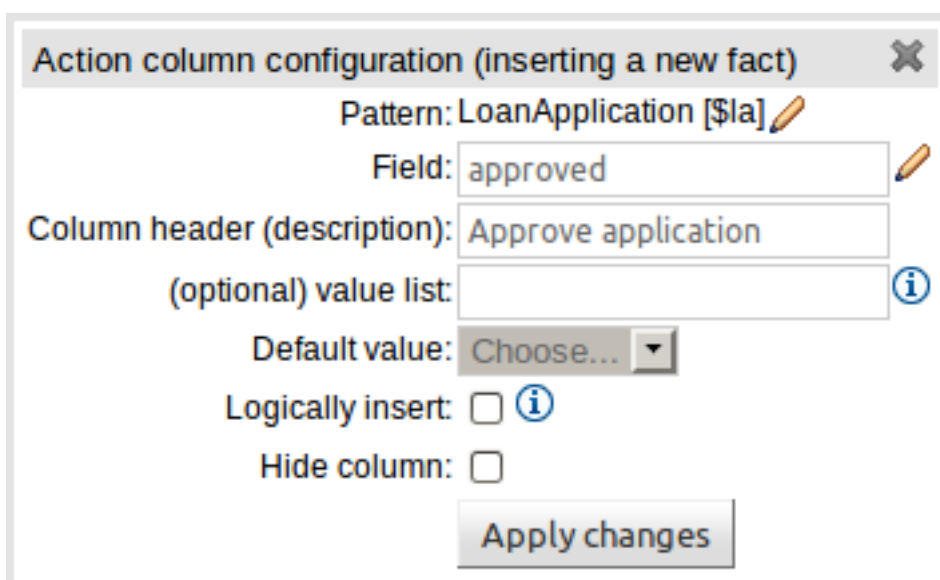 Action column configuration (inserting a new fact)
Pattern: LoanApplication [$la]
Field: approved
Column header (description): Approve application
(optional) value list:
Default value: Choose...
Logically insert:
Hide column:
Apply changes